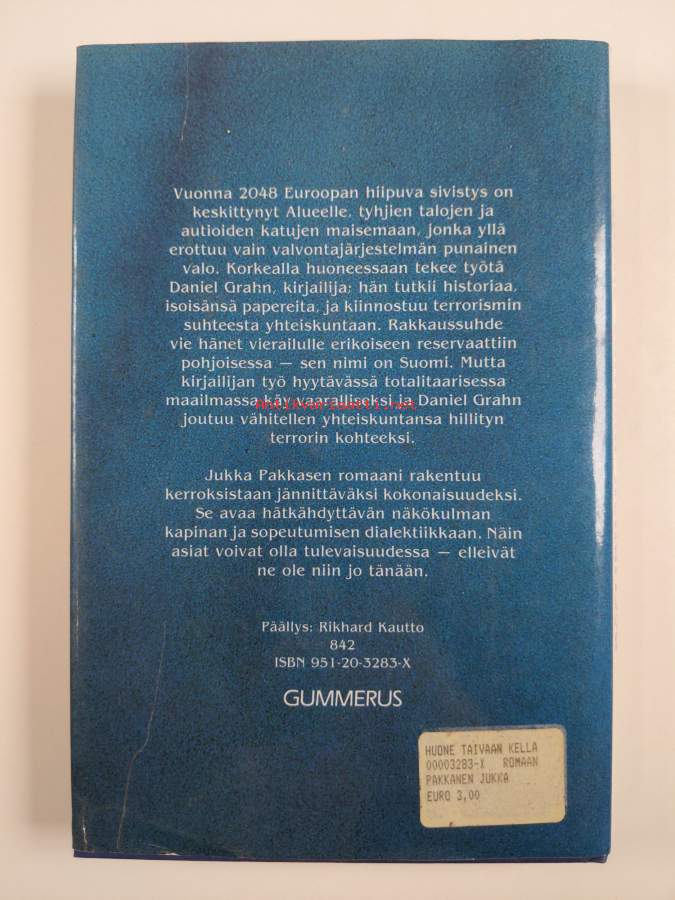 Vuonna 2048 Euroopan hiipuva sivistys on
keskittynyt Alueelle, tyhjien talojen ja
autioiden katujen maisemaan, jonka yllä
erottuu vain valvontajärjestelmän punainen
valo. Korkealla huoneessaan tekee työtä
Daniel Grahn, kirjailija; hän tutkii historiaa,
isoisänsä papereita, ja kiinnostuu terrorismin
suhteesta yhteiskuntaan. Rakkaussuhde
vie hänet vierailulle erikoiseen reservaattiin
pohjoisessa — sen nimi on Suomi. Mutta
kirjailijan työ hyytävässä totalitaarisessa
maailmassa käy vaaralliseksi ja Daniel Grahn
antikvariaatti.net
joutuu vähitellen yhteiskuntansa hillityn
terrorin kohteeksi.
Jukka Pakkasen romaani rakentuu
kerroksistaan jännittäväksi kokonaisuudeksi.
Se avaa hätkähdyttävän näkökulman
kapinan ja sopeutumisen dialektiikkaan. Näin
asiat voivat olla tulevaisuudessa — elleivät
ne ole niin jo tänään.
Päällys: Rikhard Kautto
842
ISBN 951-20-3283-X
GUMMERUS
HUONE TAIVAAN KELLA
00003283-X ROMAAN
PAKKANEN JUKKA
EURO 3,00